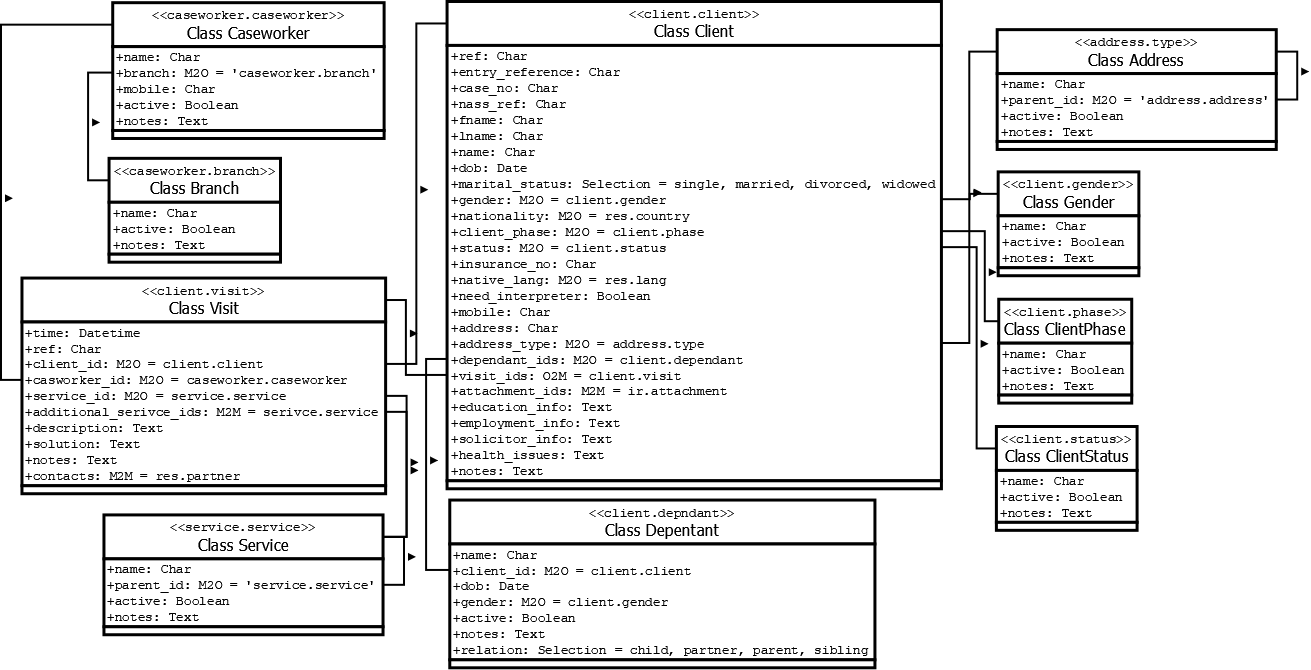 <<caseworker.caseworker>>
Class Caseworker
+name: Char
+branch: M2O = 'caseworker.branch'
+mobile: Char
+active: Boolean
+notes: Text
<<caseworker.branch>>
Class Branch
+name: Char
+active: Boolean
+notes: Text
<<client.visit>>
Class Visit
+time: Datetime
+ref: Char
+client_id: M2O = client.client
+casworker_id: M2O = caseworker.caseworker
+service_id: M2O = service.service
+additional_serivce_ids: M2M = serivce.service
+description: Text
+solution: Text
+notes: Text
+contacts: M2M = res.partner
<<service.service>>
Class Service
+name: Char
+parent_id: M2O = 'service.service'
+active: Boolean
+notes: Text
<<client.client>>
Class Client
+ref: Char
+entry_reference: Char
+case_no: Char
+nass_ref: Char
+fname: Char
+lname: Char
+name: Char
+dob: Date
+marital_status: Selection = single, married, divorced, widowed
+gender: M2O = client.gender
+nationality: M2O = res.country
+client_phase: M2O = client.phase
+status: M2O = client.status
+insurance_no: Char
+native_lang: M2O = res.lang
+need_interpreter: Boolean
+mobile: Char
+address: Char
+address_type: M2O = address.type
+dependant_ids: M2O = client.dependant
+visit_ids: O2M = client.visit
+attachment_ids: M2M = ir.attachment
+education_info: Text
+employment_info: Text
+solicitor_info: Text
+health_issues: Text
+notes: Text
<<client.depndant>>
Class Depentant
+name: Char
+client_id: M2O = client.client
+dob: Date
+gender: M2O = client.gender
+active: Boolean
+notes: Text
+relation: Selection = child, partner, parent, sibling
<<address.type>>
Class Address
+name: Char
+parent_id: M2O = 'address.address'
+active: Boolean
+notes: Text
<<client.gender>>
Class Gender
+name: Char
+active: Boolean
+notes: Text
<<client.phase>>
Class ClientPhase
+name: Char
+active: Boolean
+notes: Text
<<client.status>>
Class ClientStatus
+name: Char
+active: Boolean
+notes: Text